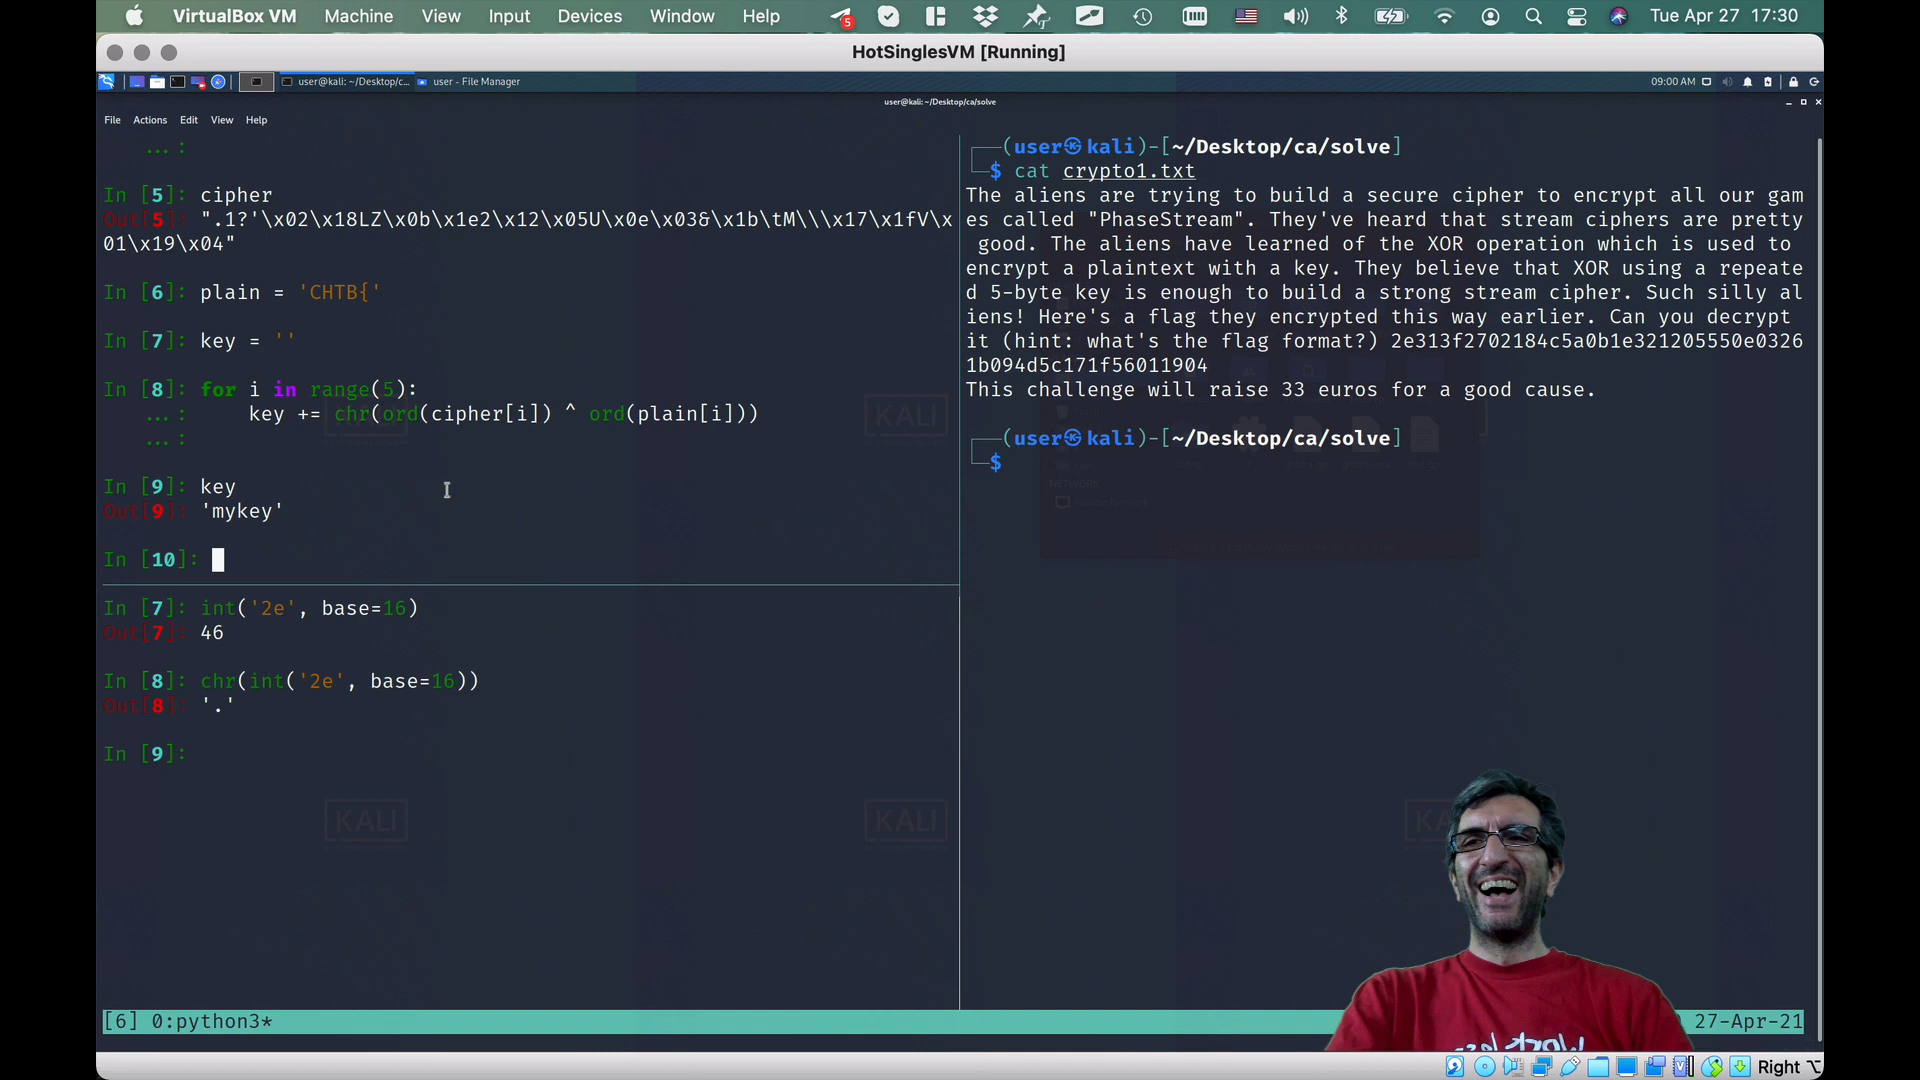 VirtualBox VM Machine View Input Devices Window Help 5 Tue Apr 27 17:30
HotSinglesVM [Running]
user@kali: ~/Desktop/c... user - File Manager 09:00 AM
user@kali: ~/Desktop/ca/solve
File Actions Edit View Help
...:
In [5]: cipher
Out[5]: ".1?'\x02\x18LZ\x0b\x1e2\x12\x05U\x0e\x03&\x1b\tM\\\x17\x1fV\x
01\x19\x04"
In [6]: plain = 'CHTB{'
In [7]: key = ''
In [8]: for i in range(5):
...: key += chr(ord(cipher[i]) ^ ord(plain[i]))
...:
In [9]: key
Out[9]: 'mykey'
In [10]:
In [7]: int('2e', base=16)
Out[7]: 46
In [8]: chr(int('2e', base=16))
Out[8]: '.'
In [9]:
(user㉿kali)-[~/Desktop/ca/solve]
$ cat crypto1.txt
The aliens are trying to build a secure cipher to encrypt all our gam
es called "PhaseStream". They've heard that stream ciphers are pretty
good. The aliens have learned of the XOR operation which is used to
encrypt a plaintext with a key. They believe that XOR using a repeate
d 5-byte key is enough to build a strong stream cipher. Such silly al
iens! Here's a flag they encrypted this way earlier. Can you decrypt
it (hint: what's the flag format?) 2e313f2702184c5a0b1e321205550e0326
1b094d5c171f56011904
This challenge will raise 33 euros for a good cause.
(user㉿kali)-[~/Desktop/ca/solve]
$
KALI
KALI
KALI
KALI
NETWORK
[6] 0:python3* 27-Apr-21
Right ⌥